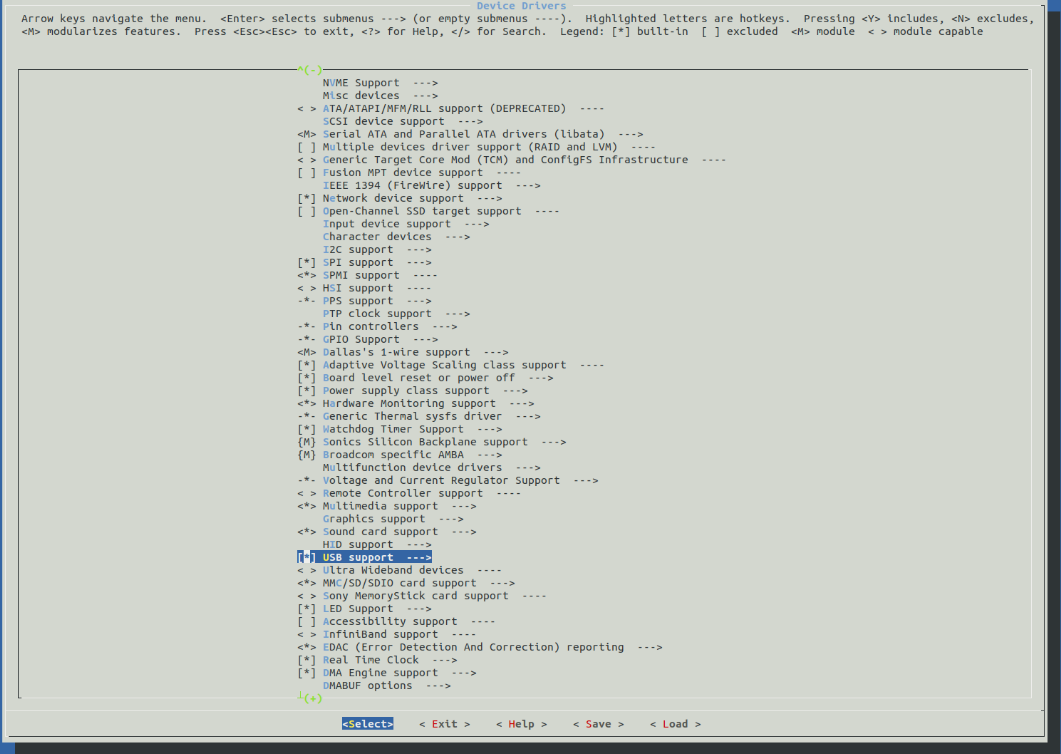 Device Drivers
Arrow keys navigate the menu.  <Enter> selects submenus ---> (or empty submenus ----).  Highlighted letters are hotkeys.  Pressing <Y> includes, <N> excludes,
<M> modularizes features.  Press <Esc><Esc> to exit, <?> for Help, </> for Search.  Legend: [*] built-in  [ ] excluded  <M> module  < > module capable
^(-)
NVME Support  --->
Misc devices  --->
< > ATA/ATAPI/MFM/RLL support (DEPRECATED)  ----
SCSI device support  --->
<M> Serial ATA and Parallel ATA drivers (libata)  --->
[ ] Multiple devices driver support (RAID and LVM)  ----
< > Generic Target Core Mod (TCM) and ConfigFS Infrastructure  ----
[ ] Fusion MPT device support  ----
IEEE 1394 (FireWire) support  --->
[*] Network device support  --->
[ ] Open-Channel SSD target support  ----
Input device support  --->
Character devices  --->
I2C support  --->
[*] SPI support  --->
<*> SPMI support  ----
< > HSI support  ----
-*- PPS support  --->
PTP clock support  --->
-*- Pin controllers  --->
-*- GPIO Support  --->
<M> Dallas's 1-wire support  --->
[*] Adaptive Voltage Scaling class support  ----
[*] Board level reset or power off  --->
[*] Power supply class support  --->
<*> Hardware Monitoring support  --->
-*- Generic Thermal sysfs driver  --->
[*] Watchdog Timer Support  --->
{M} Sonics Silicon Backplane support  --->
{M} Broadcom specific AMBA  --->
Multifunction device drivers  --->
-*- Voltage and Current Regulator Support  --->
< > Remote Controller support  ----
<*> Multimedia support  --->
Graphics support  --->
<*> Sound card support  --->
HID support  --->
[*] USB support  --->
< > Ultra Wideband devices  ----
<*> MMC/SD/SDIO card support  --->
< > Sony MemoryStick card support  ----
[*] LED Support  --->
[ ] Accessibility support  ----
< > InfiniBand support  ----
<*> EDAC (Error Detection And Correction) reporting  --->
[*] Real Time Clock  --->
[*] DMA Engine support  --->
DMABUF options  --->
┴(+)
<Select>    < Exit >    < Help >    < Save >    < Load >